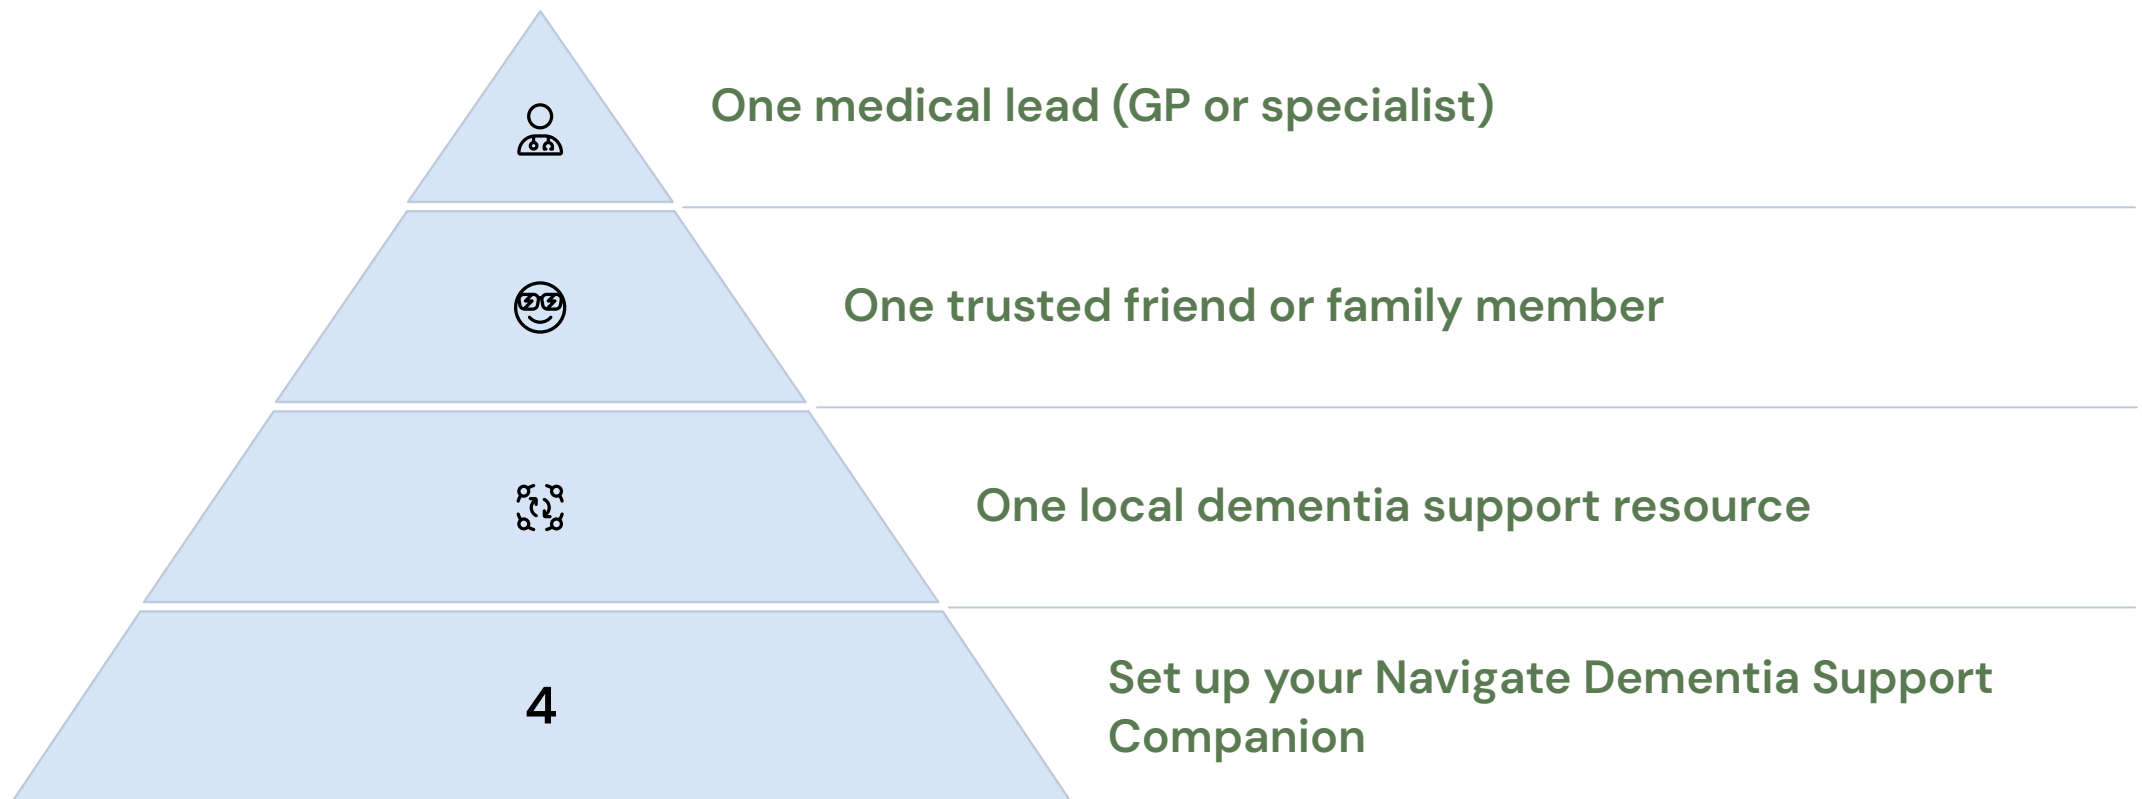 One medical lead (GP or specialist)
One trusted friend or family member
One local dementia support resource
4
Set up your Navigate Dementia Support
Companion